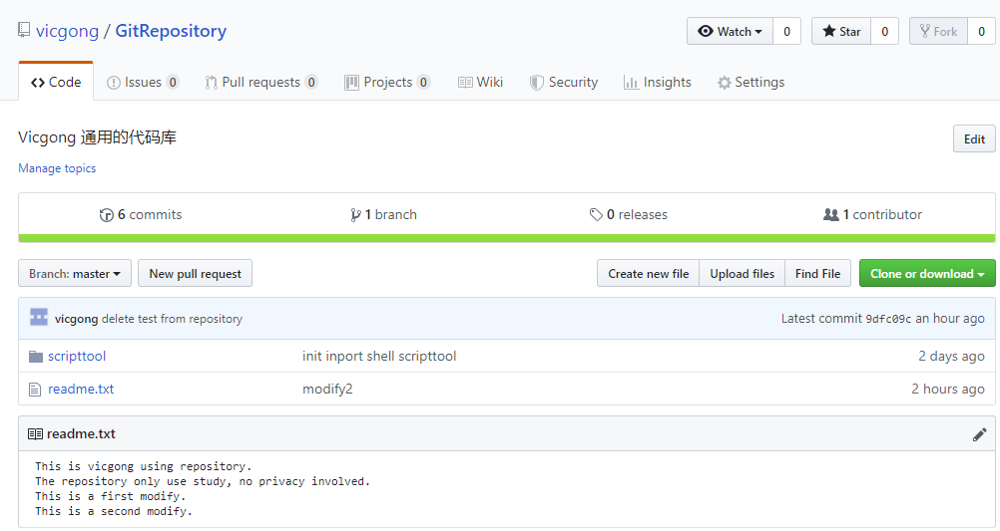 vicgong / GitRepository
Watch 0 Star 0 Fork 0
Code Issues 0 Pull requests 0 Projects 0 Wiki Security Insights Settings
Vicgong 通用的代码库
Edit
Manage topics
6 commits 1 branch 0 releases 1 contributor
Branch: master New pull request Create new file Upload files Find File Clone or download
vicgong delete test from repository Latest commit 9dfc09c an hour ago
scripttool init inport shell scripttool 2 days ago
readme.txt modify2 2 hours ago
readme.txt
This is vicgong using repository.
The repository only use study, no privacy involved.
This is a first modify.
This is a second modify.